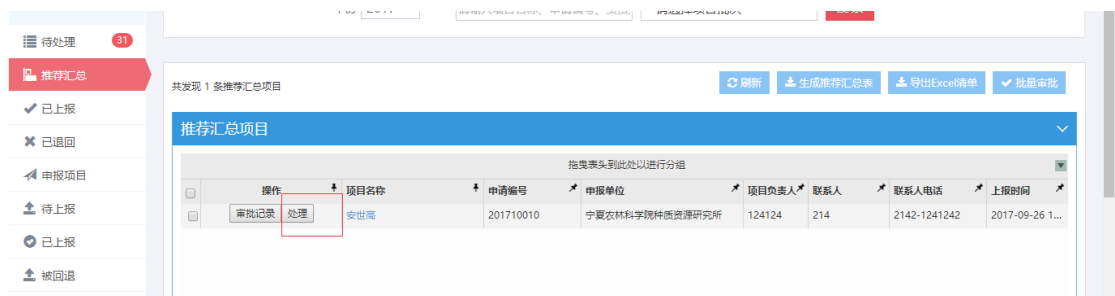 待处理 31
推荐汇总
已上报
已退回
申报项目
待上报
已上报
被回退
共发现 1 条推荐汇总项目
刷新 生成推荐汇总表 导出Excel清单 批量审批
推荐汇总项目
拖曳表头到此处以进行分组
操作 项目名称 申请编号 申报单位 项目负责人 联系人 联系人电话 上报时间
审批记录 处理 安世高 201710010 宁夏农林科学院种质资源研究所 124124 214 2142-1241242 2017-09-26 1...